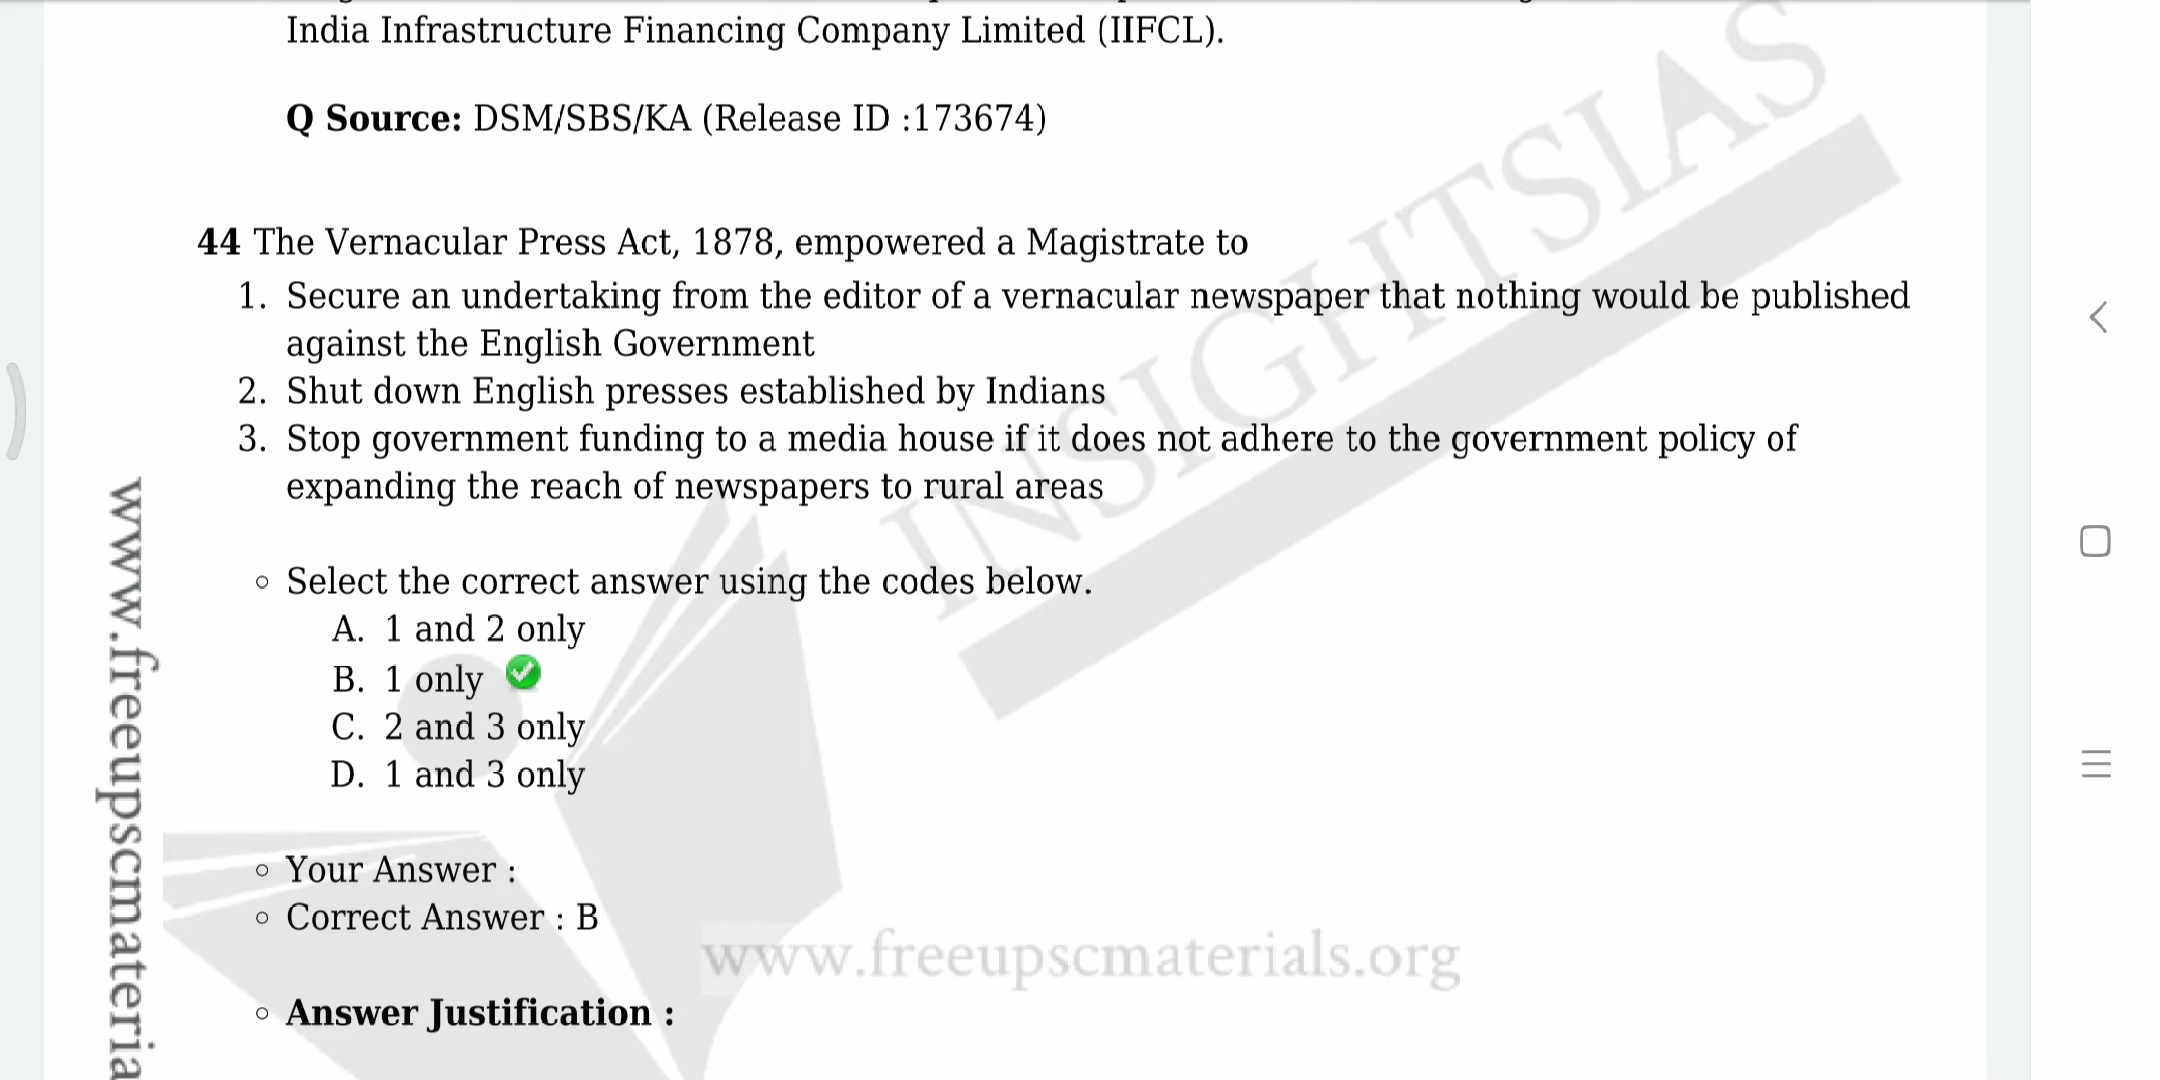 India Infrastructure Financing Company Limited (IIFCL).
Q Source: DSM/SBS/KA (Release ID :173674)
44 The Vernacular Press Act, 1878, empowered a Magistrate to
1. Secure an undertaking from the editor of a vernacular newspaper that nothing would be published
against the English Government
2. Shut down English presses established by Indians
3. Stop government funding to a media house if it does not adhere to the government policy of
expanding the reach of newspapers to rural areas
◦ Select the correct answer using the codes below.
A. 1 and 2 only
B. 1 only
C. 2 and 3 only
D. 1 and 3 only
◦ Your Answer :
◦ Correct Answer : B
◦ Answer Justification :
INSIGHTSIAS
www.freeupscmaterials.org
www.freeupscmateria